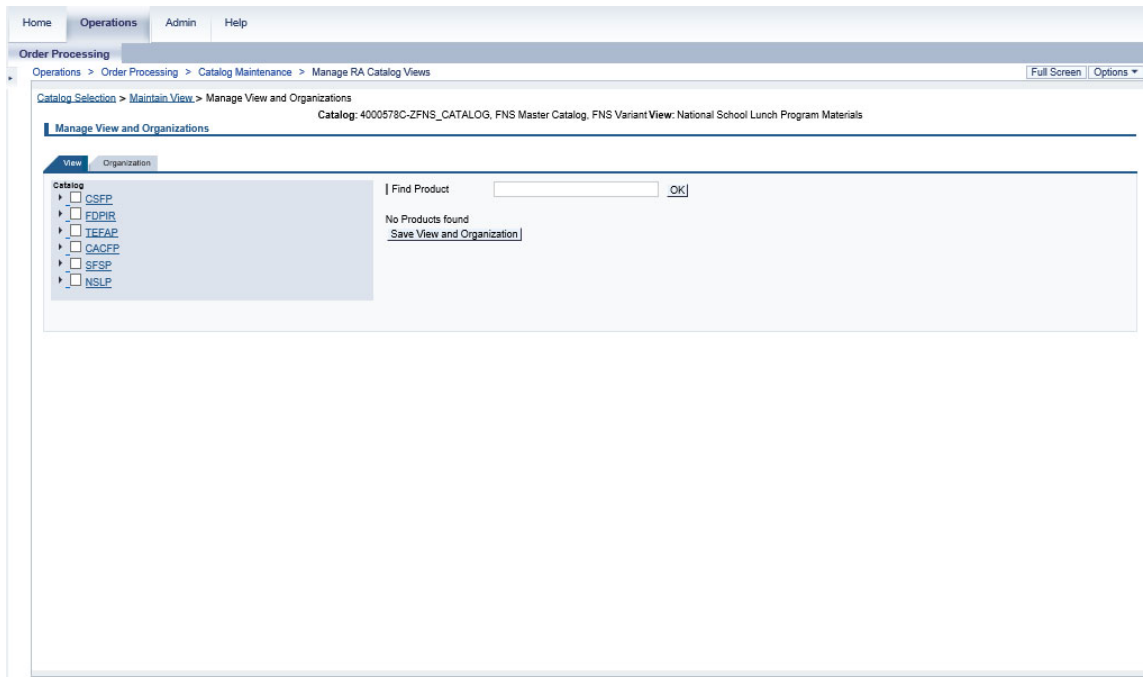 Home Operations Admin Help
Order Processing
Operations > Order Processing > Catalog Maintenance > Manage RA Catalog Views
Full Screen Options
Catalog Selection > Maintain View > Manage View and Organizations
Catalog: 4000578C-ZFNS_CATALOG, FNS Master Catalog, FNS Variant View: National School Lunch Program Materials
Manage View and Organizations
View Organization
Catalog
CSFP
FDPIR
TEFAP
CACFP
SFSP
NSLP
Find Product OK
No Products found
Save View and Organization